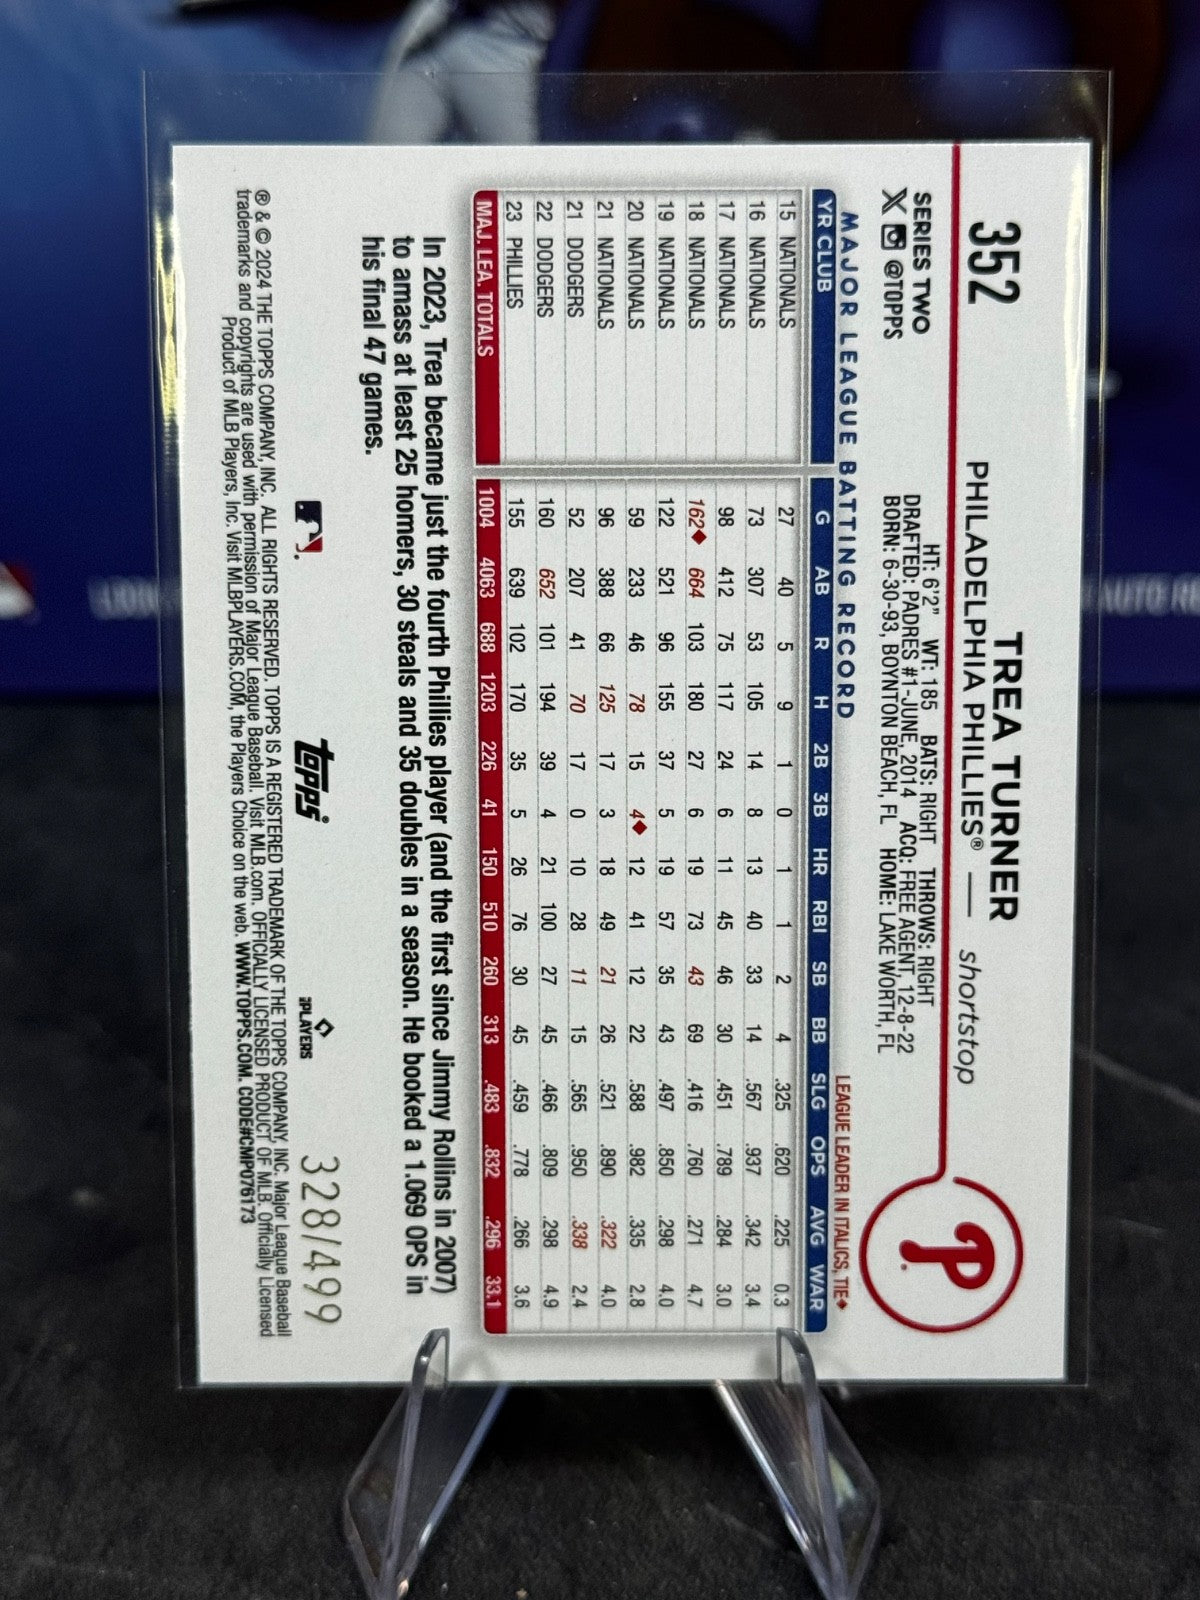 352
TREA TURNER
PHILADELPHIA PHILLIES® — shortstop
SERIES TWO
X @TOPPS
HT: 6'2" WT: 185 BATS: RIGHT THROWS: RIGHT
DRAFTED: PADRES #1-JUNE, 2014 ACQ: FREE AGENT, 12-8-22
BORN: 6-30-93, BOYNTON BEACH, FL HOME: LAKE WORTH, FL
P
MAJOR LEAGUE BATTING RECORD LEAGUE LEADER IN ITALICS, TIE♦
YR CLUB G AB R H 2B 3B HR RBI SB BB SLG OPS AVG WAR
15 NATIONALS 27 40 5 9 1 0 1 1 2 4 .325 .620 .225 0.3
16 NATIONALS 73 307 53 105 14 8 13 40 33 14 .567 .937 .342 3.4
17 NATIONALS 98 412 75 117 24 6 11 45 46 30 .451 .789 .284 3.0
18 NATIONALS 162♦ 664 103 180 27 6 19 73 43 69 .416 .760 .271 4.7
19 NATIONALS 122 521 96 155 37 5 19 57 35 43 .497 .850 .298 4.0
20 NATIONALS 59 233 46 78 15 4♦ 12 41 12 22 .588 .982 .335 2.8
21 NATIONALS 96 388 66 125 17 3 18 49 21 26 .521 .890 .322 4.0
21 DODGERS 52 207 41 70 17 0 10 28 11 15 .565 .950 .338 2.4
22 DODGERS 160 652 101 194 39 4 21 100 27 45 .466 .809 .298 4.9
23 PHILLIES 155 639 102 170 35 5 26 76 30 45 .459 .778 .266 3.6
MAJ. LEA. TOTALS 1004 4063 688 1203 226 41 150 510 260 313 .483 .832 .296 33.1
In 2023, Trea became just the fourth Phillies player (and the first since Jimmy Rollins in 2007)
to amass at least 25 homers, 30 steals and 35 doubles in a season. He booked a 1.069 OPS in
his final 47 games.
topps®
PLAYERS
328/499
® & © 2024 THE TOPPS COMPANY, INC. ALL RIGHTS RESERVED. TOPPS IS A REGISTERED TRADEMARK OF THE TOPPS COMPANY, INC. Major League Baseball
trademarks and copyrights are used with permission of Major League Baseball. Visit MLB.com. OFFICIALLY LICENSED PRODUCT OF MLB. Officially Licensed
Product of MLB Players, Inc. Visit MLBPLAYERS.COM, the Players Choice on the web. WWW.TOPPS.COM. CODE#CMP076173